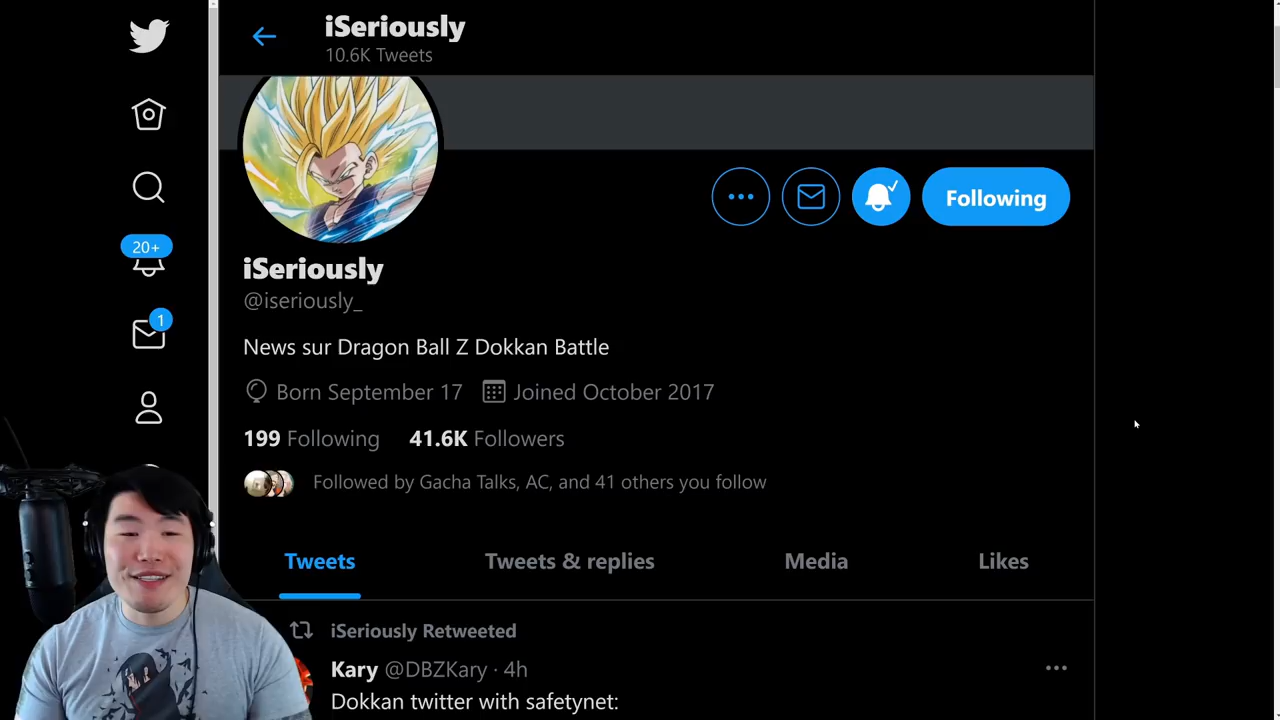 iSeriously
10.6K Tweets
Following
iSeriously
@iseriously_
20+
News sur Dragon Ball Z Dokkan Battle
1
Born September 17 Joined October 2017
199 Following 41.6K Followers
Followed by Gacha Talks, AC, and 41 others you follow
Tweets Tweets & replies Media Likes
iSeriously Retweeted
Kary @DBZKary · 4h
Dokkan twitter with safetynet: